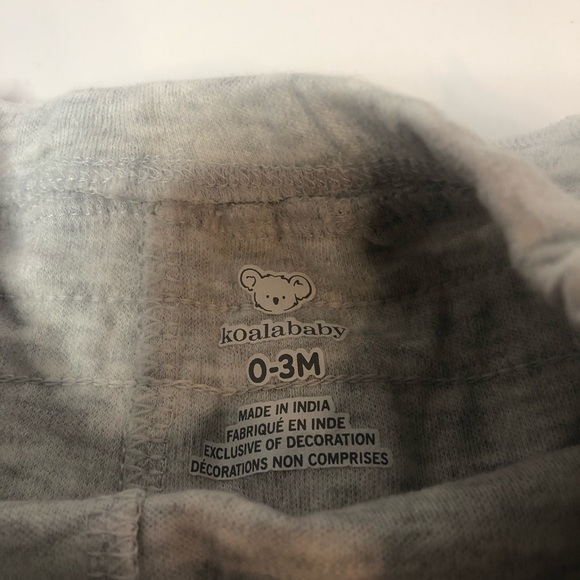 koalababy
0-3M
MADE IN INDIA
FABRIQUÉ EN INDE
EXCLUSIVE OF DECORATION
DÉCORATIONS NON COMPRISES